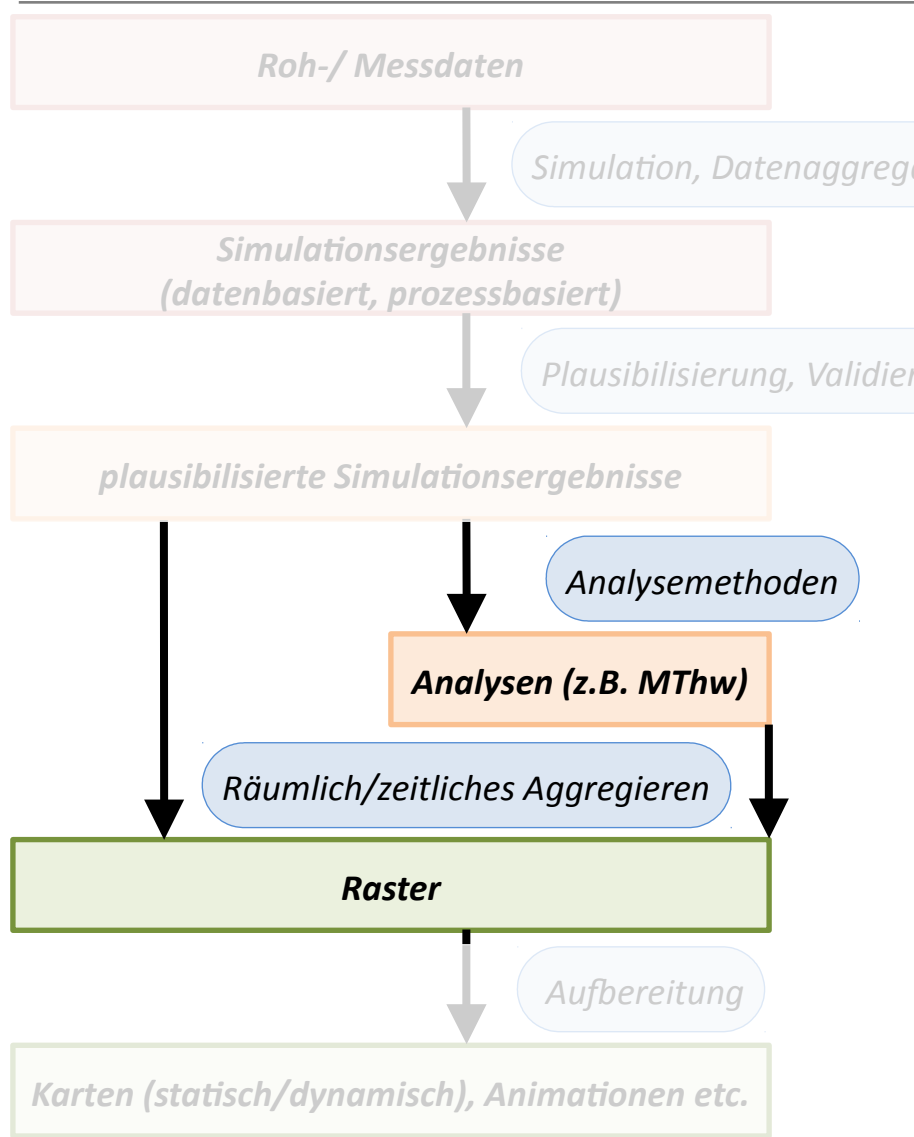 Roh-/ Messdaten
Simulation, Datenaggreg
Simulationsergebnisse
(datenbasiert, prozessbasiert)
Plausibilisierung, Validier
plausibilisierte Simulationsergebnisse
Analysemethoden
Analysen (z.B. MThw)
Räumlich/zeitliches Aggregieren
Raster
Aufbereitung
Karten (statisch/dynamisch), Animationen etc.